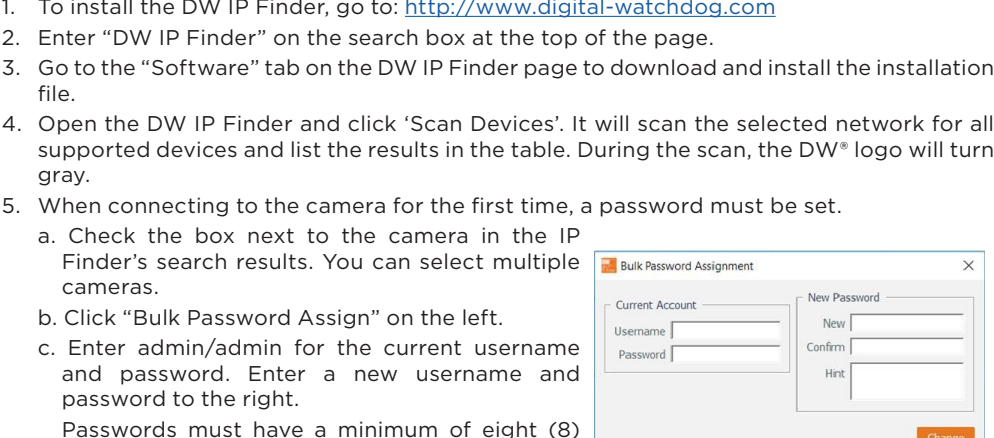 1. To install the DW IP Finder, go to: http://www.digital-watchdog.com
2. Enter “DW IP Finder” on the search box at the top of the page.
3. Go to the “Software” tab on the DW IP Finder page to download and install the installation
file.
4. Open the DW IP Finder and click ‘Scan Devices’. It will scan the selected network for all
supported devices and list the results in the table. During the scan, the DW® logo will turn
gray.
5. When connecting to the camera for the first time, a password must be set.
a. Check the box next to the camera in the IP
Finder’s search results. You can select multiple
cameras.
b. Click “Bulk Password Assign” on the left.
c. Enter admin/admin for the current username
and password. Enter a new username and
password to the right.
Passwords must have a minimum of eight (8)
Bulk Password Assignment
Current Account
Username
Password
New Password
New
Confirm
Hint
Change